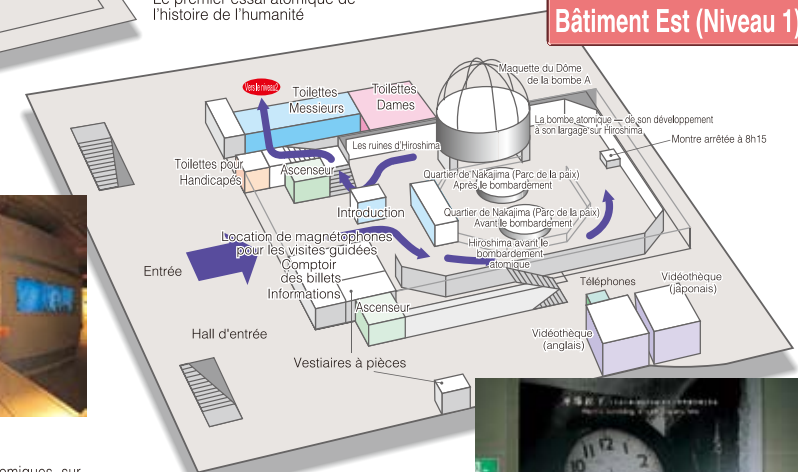 Le premier essai atomique de
l'histoire de l'humanité
Bâtiment Est (Niveau 1)
Maquette du Dôme
de la bombe A
Vers le niveau2
Toilettes
Messieurs
Toilettes
Dames
La bombe atomique — de son développement
à son largage sur Hiroshima
Montre arrêtée à 8h15
Les ruines d'Hiroshima
Toilettes pour
Handicapés
Ascenseur
Quartier de Nakajima (Parc de la paix)
Après le bombardement
Introduction
Quartier de Nakajima (Parc de la paix)
Avant le bombardement
Location de magnétophones
pour les visites guidées
Hiroshima avant le
bombardement
atomique
Entrée
Comptoir
des billets
Informations
Téléphones
Vidéothèque
(japonais)
Ascenseur
Hall d'entrée
Vidéothèque
(anglais)
Vestiaires à pièces
omiques sur
11 12 1
10 2